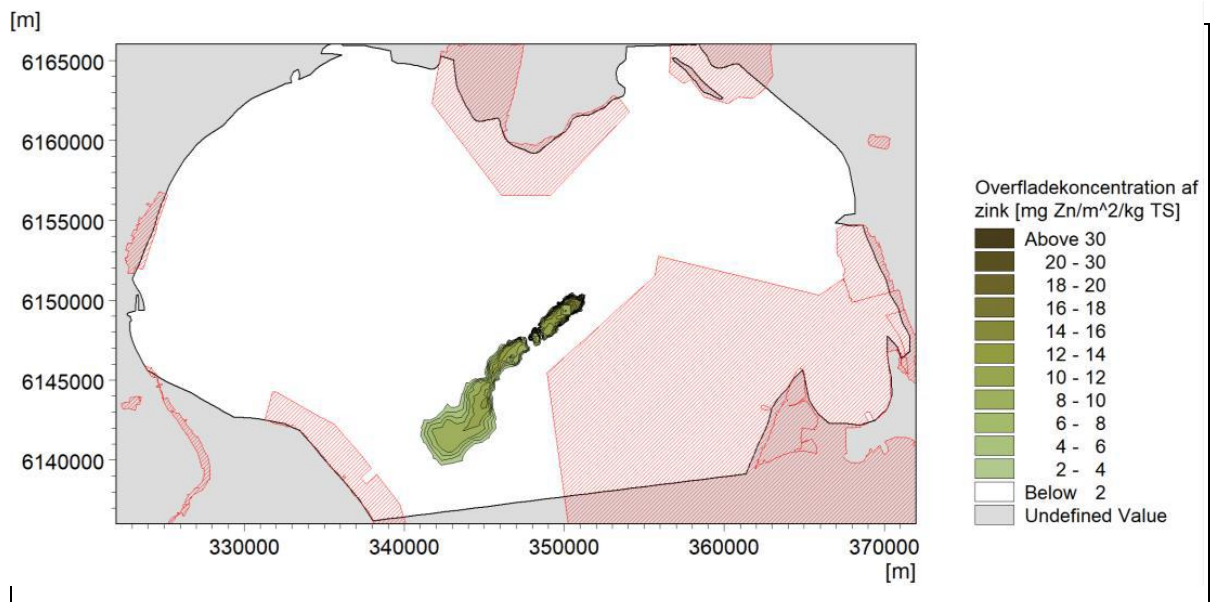 [m]
6165000
6160000
6155000
6150000
6145000
6140000
330000 340000 350000 360000 370000
[m]
Overfladekoncentration af
zink [mg Zn/m^2/kg TS]
Above 30
20 - 30
18 - 20
16 - 18
14 - 16
12 - 14
10 - 12
8 - 10
6 - 8
4 - 6
2 - 4
Below 2
Undefined Value